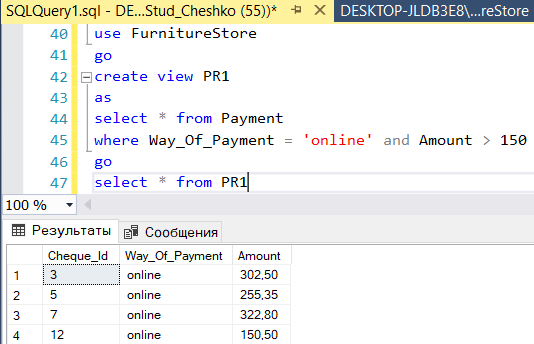 SQLQuery1.sql - DE...Stud_Cheshko (55))* DESKTOP-JLDB3E8\...reStore
40 use FurnitureStore
41 go
42 create view PR1
43 as
44 select * from Payment
45 where Way_Of_Payment = 'online' and Amount > 150
46 go
47 select * from PR1
100 %
Результаты Сообщения
Cheque_Id Way_Of_Payment Amount
1 3 online 302,50
2 5 online 255,35
3 7 online 322,80
4 12 online 150,50